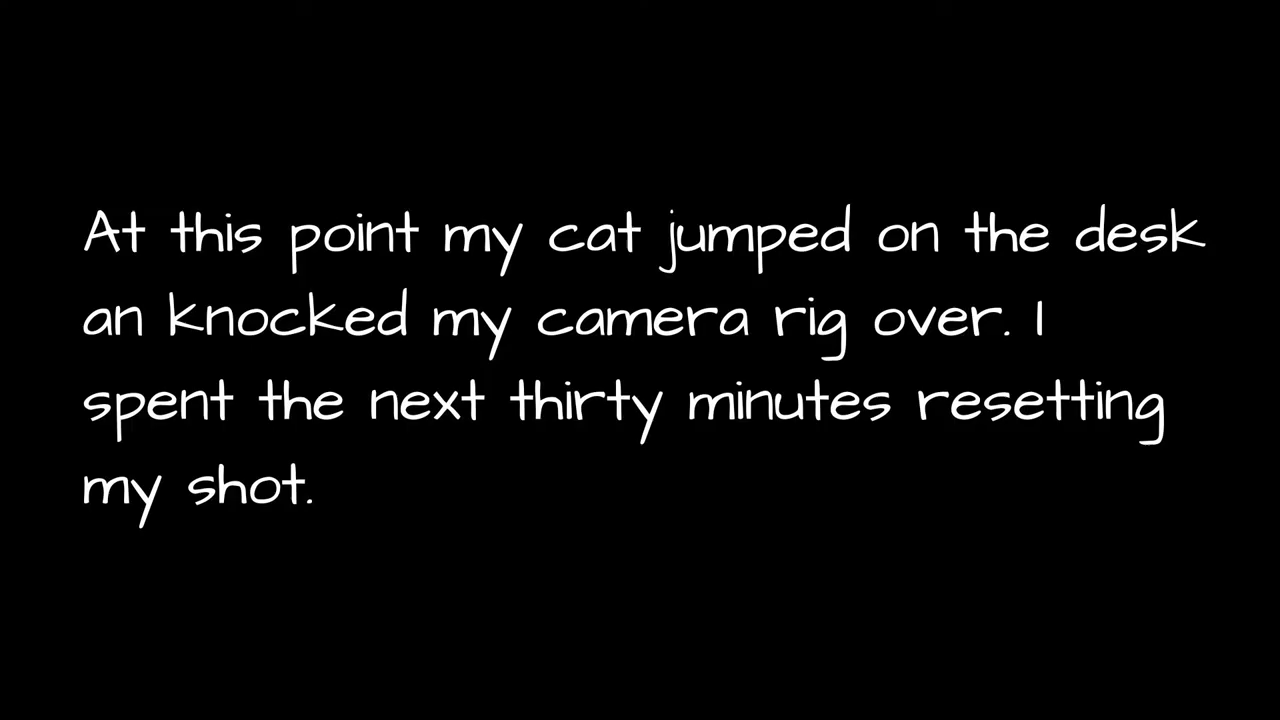 At this point my cat jumped on the desk
an knocked my camera rig over. I
spent the next thirty minutes resetting
my shot.